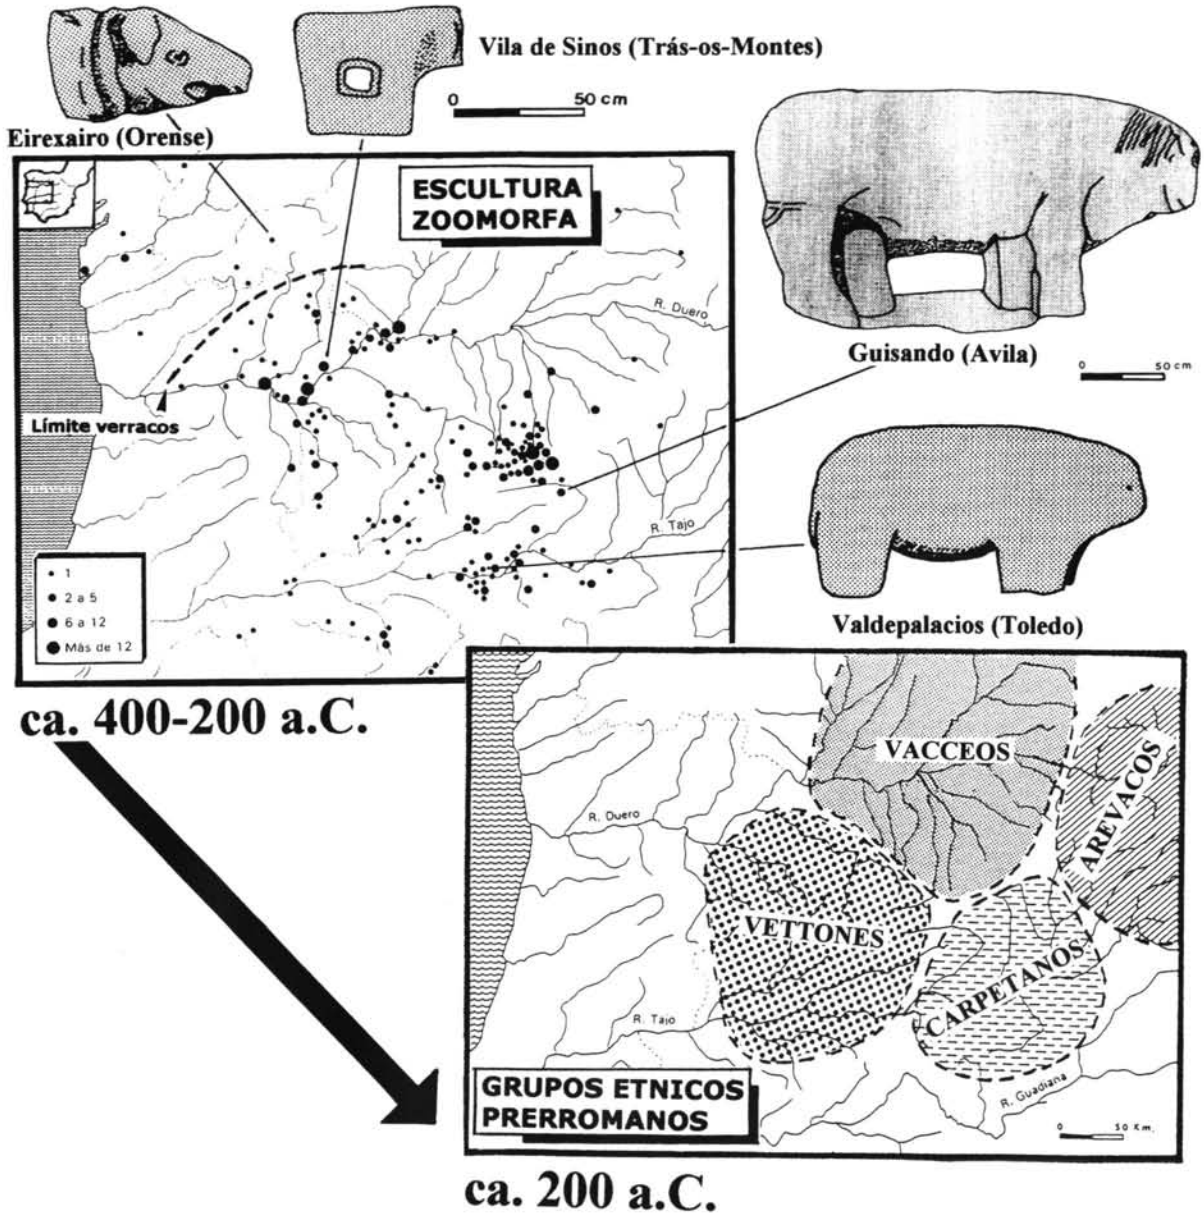 Vila de Sinos (Trás-os-Montes)
0 50 cm
Eirexairo (Orense)
ESCULTURA
ZOOMORFA
R. Duero
Guisando (Avila)
0 50 cm
Límite verracos
R. Tajo
1
2 a 5
6 a 12
Más de 12
Valdepalacios (Toledo)
ca. 400-200 a.C.
VACCEOS
AREVACOS
R. Duero
VETTONES
CARPETANOS
R. Tajo
R. Guadiana
GRUPOS ETNICOS
PRERROMANOS
0 50 Km.
ca. 200 a.C.